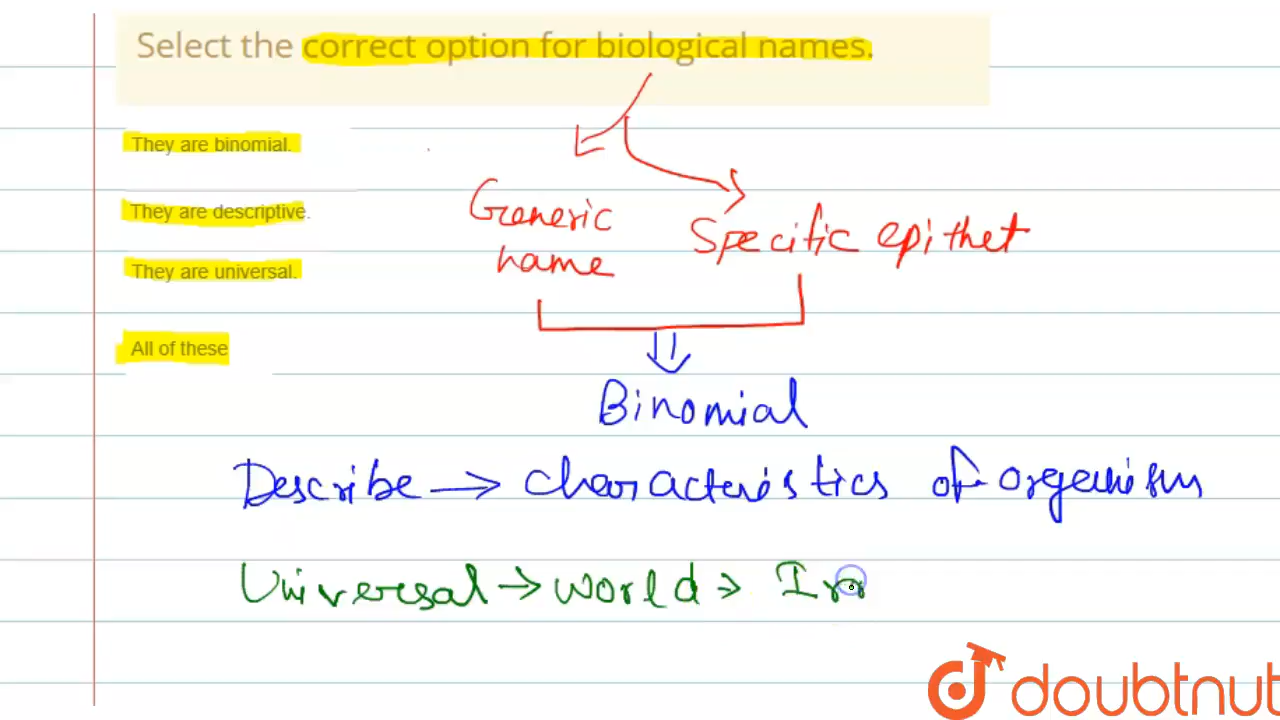 Select the correct option for biological names.
They are binomial.
They are descriptive.
They are universal.
All of these
Generic
name
Specific epithet
Binomial
Describe → characteristics of organism
Universal → world → Irr
doubtnut